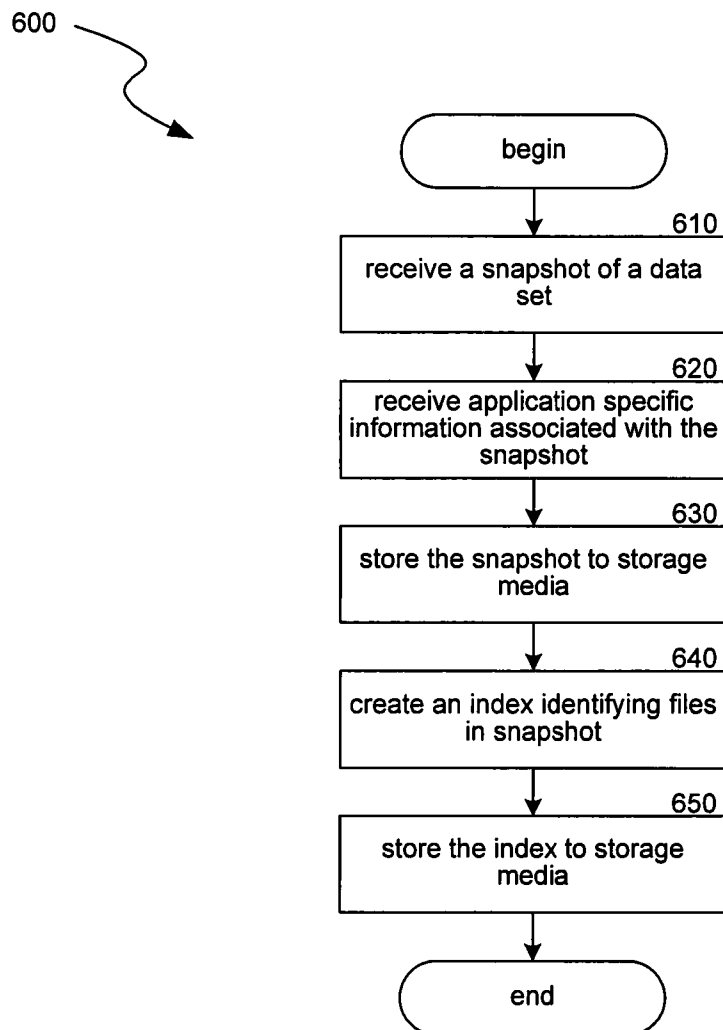 600
begin
610
receive a snapshot of a data
set
620
receive application specific
information associated with the
snapshot
630
store the snapshot to storage
media
640
create an index identifying files
in snapshot
650
store the index to storage
media
end